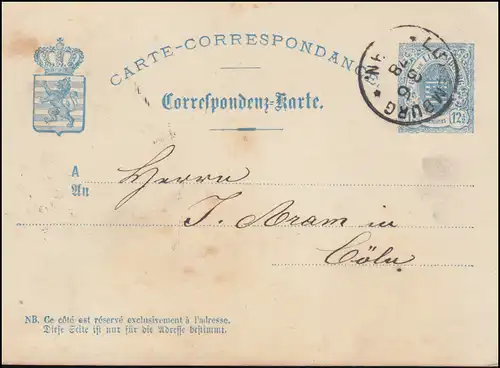 CARTE-CORRESPONDANCE
Correspondenz-Karte.
LUXEMBURG
78
12½
A
An
Herrn
J. Aram in
Cöln
NB. Ce côté est réservé exclusivement à l'adresse.
Diese Seite ist nur für die Adresse bestimmt.